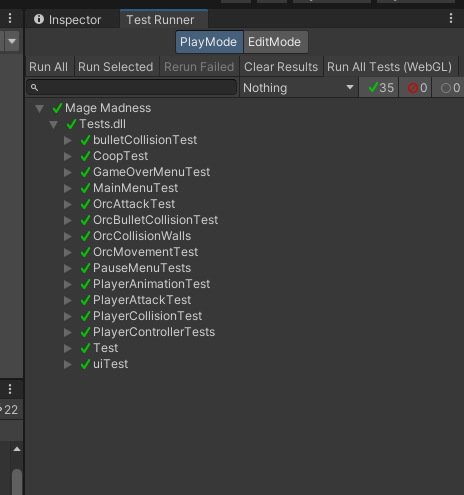 Inspector Test Runner
PlayMode EditMode
Run All Run Selected Rerun Failed Clear Results Run All Tests (WebGL)
Nothing 35 0 0
Mage Madness
Tests.dll
bulletCollisionTest
CoopTest
GameOverMenuTest
MainMenuTest
OrcAttackTest
OrcBulletCollisionTest
OrcCollisionWalls
OrcMovementTest
PauseMenuTests
PlayerAnimationTest
PlayerAttackTest
PlayerCollisionTest
PlayerControllerTests
Test
uiTest
22